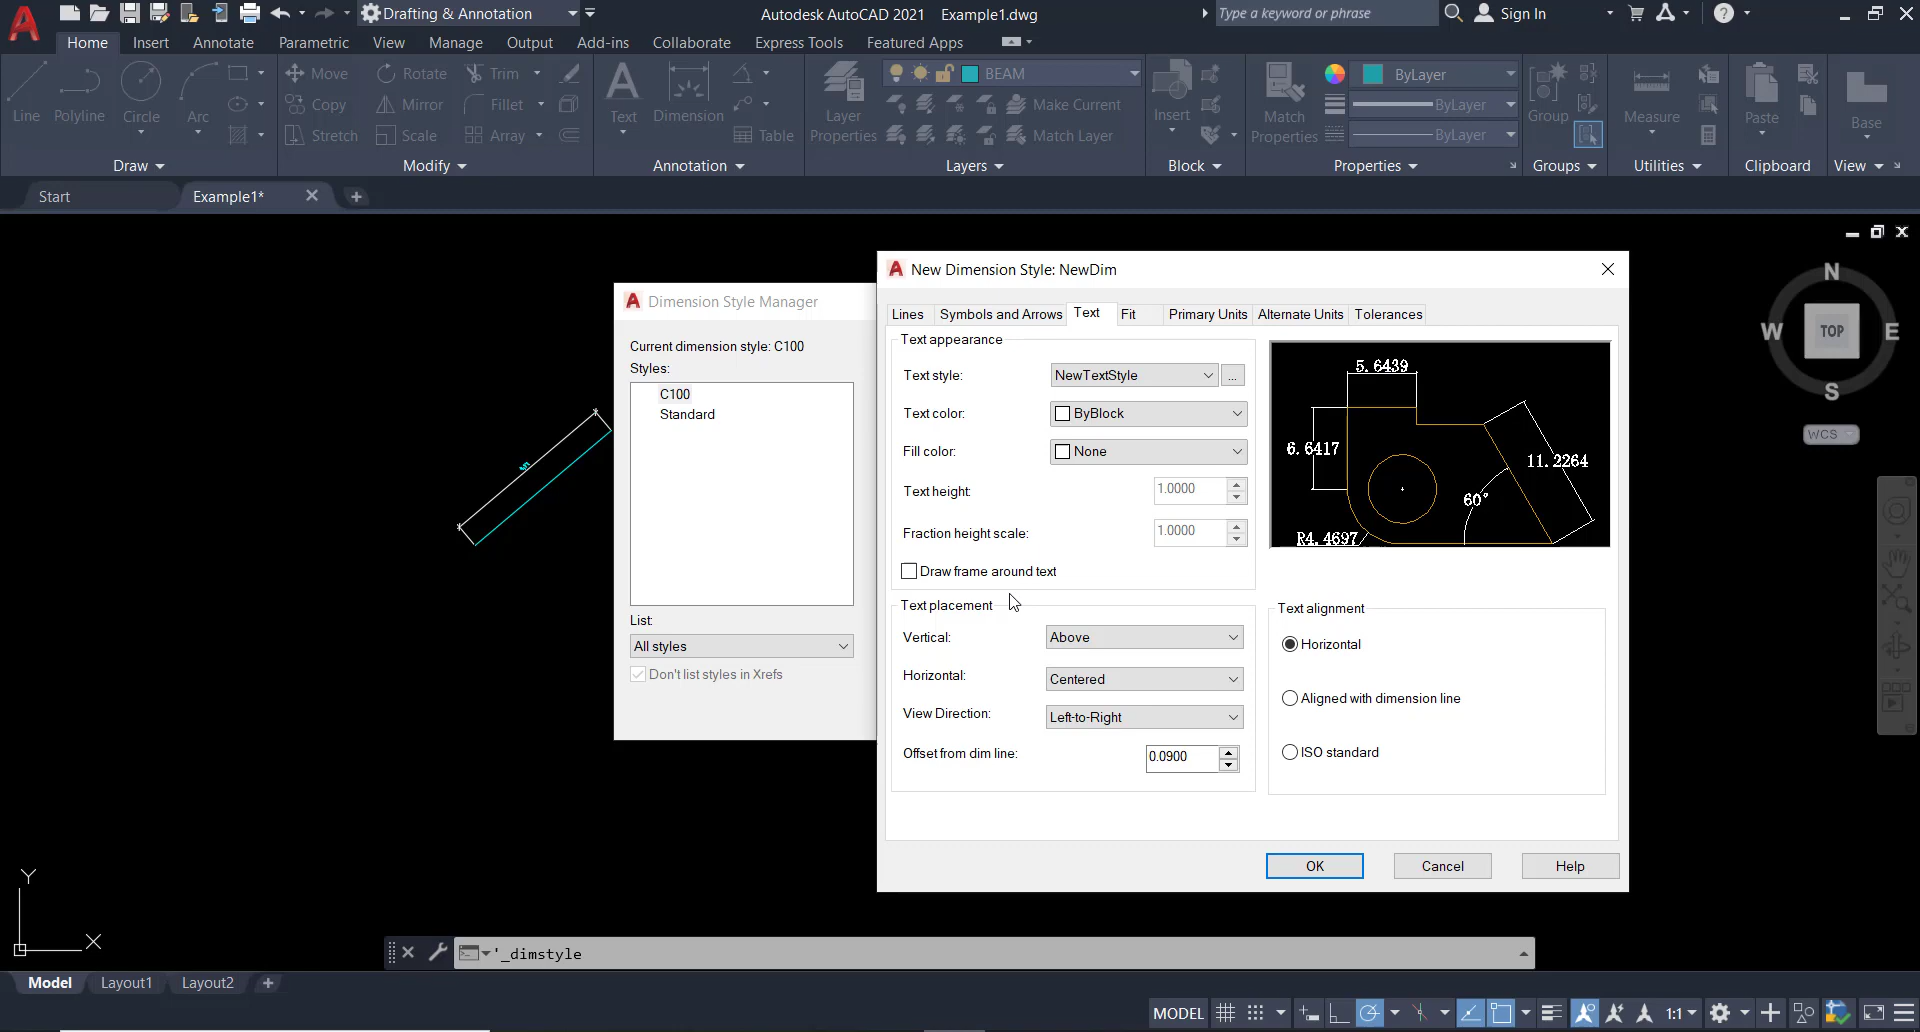 Drafting & Annotation
Autodesk AutoCAD 2021 Example1.dwg
Type a keyword or phrase
Sign In
Home Insert Annotate Parametric View Manage Output Add-ins Collaborate Express Tools Featured Apps
Line Polyline Circle Arc
Move Rotate Trim
Copy Mirror Fillet
Stretch Scale Array
Text Dimension
Table
Layer Properties
BEAM
Make Current
Match Layer
Insert
Match Properties
ByLayer
ByLayer
ByLayer
Group
Measure
Paste
Base
Draw Modify Annotation Layers Block Properties Groups Utilities Clipboard View
Start Example1*
N
W TOP E
S
WCS
Dimension Style Manager
Current dimension style: C100
Styles:
C100
Standard
List:
All styles
Don't list styles in Xrefs
New Dimension Style: NewDim
Lines Symbols and Arrows Text Fit Primary Units Alternate Units Tolerances
Text appearance
Text style: NewTextStyle ...
Text color: ByBlock
Fill color: None
Text height: 1.0000
Fraction height scale: 1.0000
Draw frame around text
5.6439
6.6417
11.2264
60°
R4.4697
Text placement
Vertical: Above
Horizontal: Centered
View Direction: Left-to-Right
Offset from dim line: 0.0900
Text alignment
Horizontal
Aligned with dimension line
ISO standard
OK Cancel Help
Y
X
'_dimstyle
Model Layout1 Layout2
MODEL
1:1